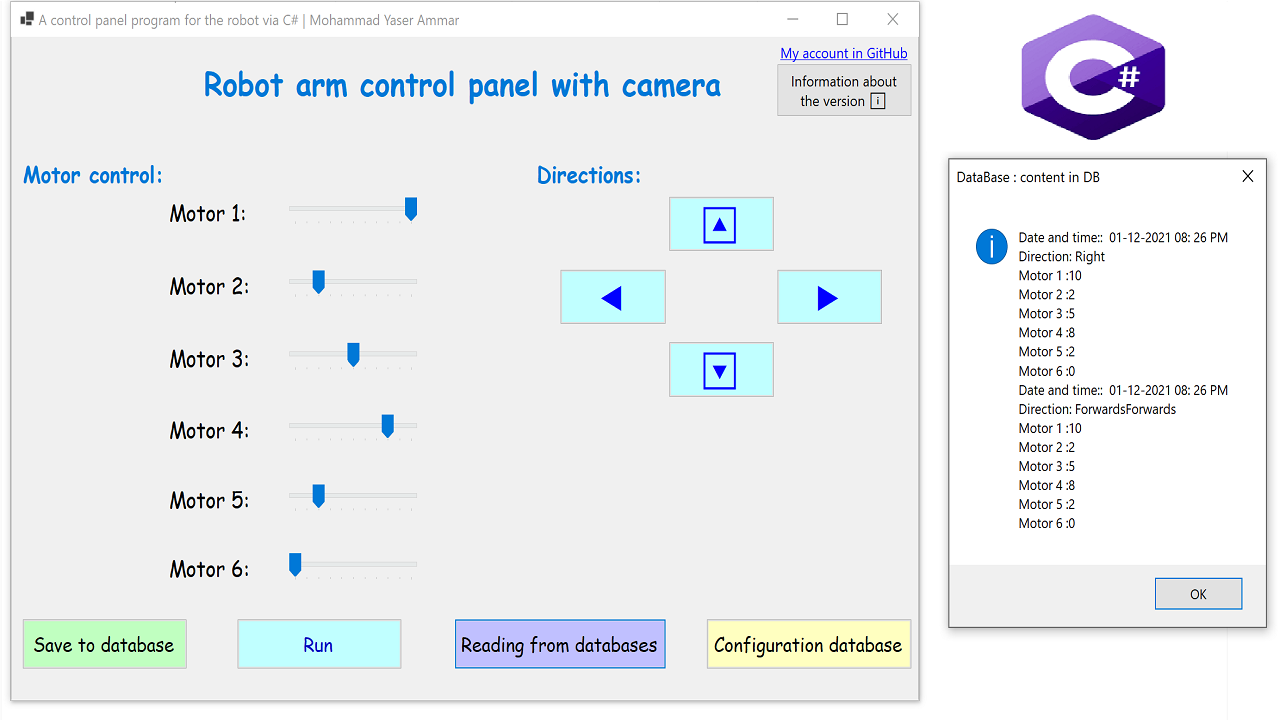 A control panel program for the robot via C# | Mohammad Yaser Ammar
My account in GitHub
Information about
the version i
Robot arm control panel with camera
Motor control:
Motor 1:
Motor 2:
Motor 3:
Motor 4:
Motor 5:
Motor 6:
Directions:
Save to database
Run
Reading from databases
Configuration database
C#
DataBase : content in DB
Date and time:: 01-12-2021 08: 26 PM
Direction: Right
Motor 1 :10
Motor 2 :2
Motor 3 :5
Motor 4 :8
Motor 5 :2
Motor 6 :0
Date and time:: 01-12-2021 08: 26 PM
Direction: ForwardsForwards
Motor 1 :10
Motor 2 :2
Motor 3 :5
Motor 4 :8
Motor 5 :2
Motor 6 :0
OK